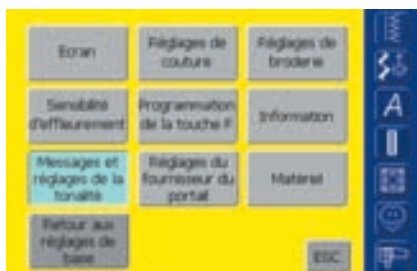 Ecran
Réglages de
couture
Réglages de
broderie
Sensibilité
d'effleurement
Programmation
de la touche F
Information
Messages et
réglages de la
tonalité
Réglages du
fournisseur du
portail
Matériel
Retour aux
réglages de
base
ESC
A